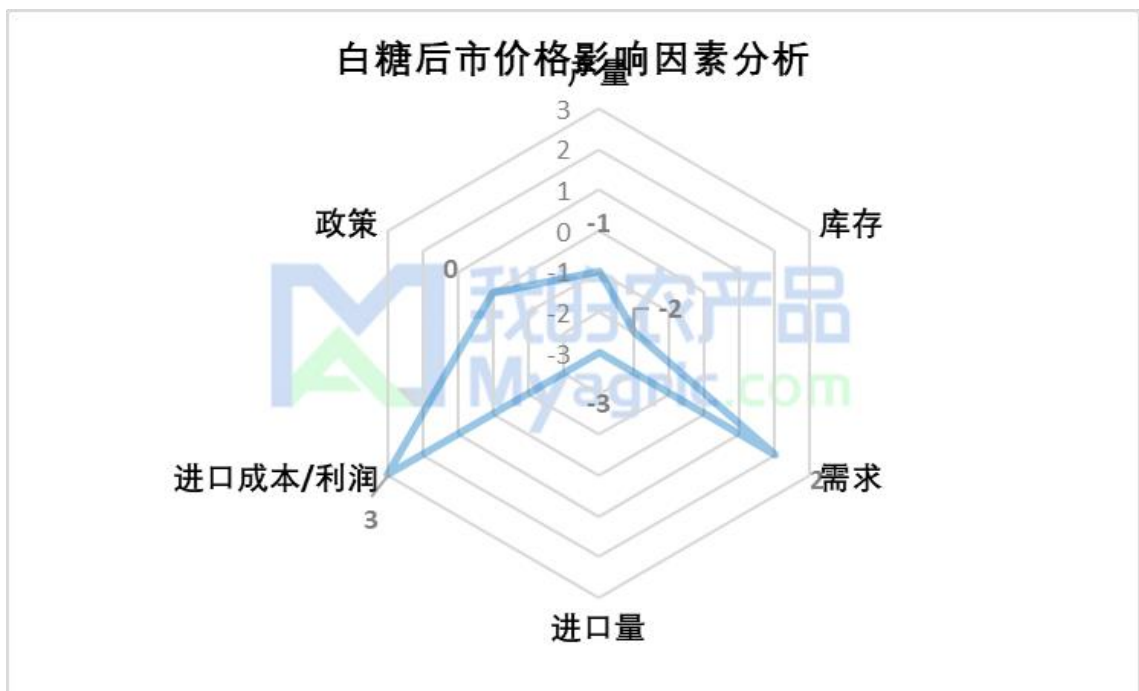 白糖后市价格影响因素分析
产量
3
2
1
0
-1
-2
-3
-1
库存
-2
2
需求
-3
进口量
进口成本/利润
3
政策
0
我的农产品
Myagric.com